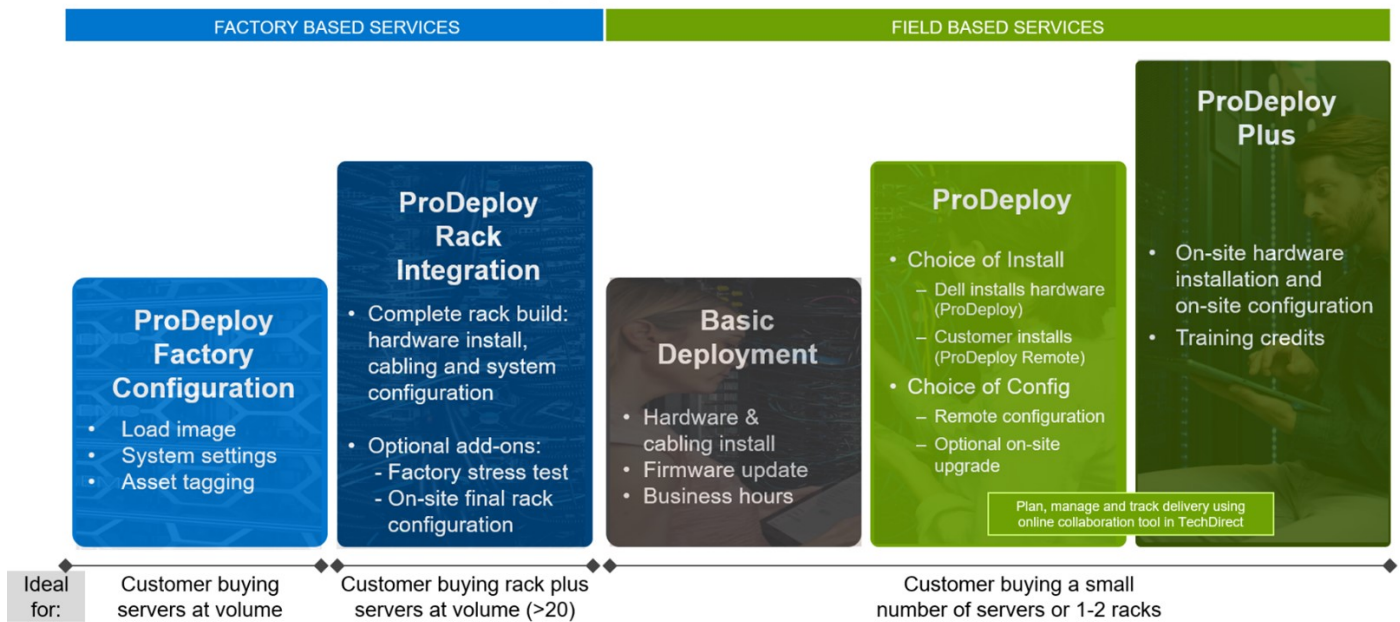 FACTORY BASED SERVICES
FIELD BASED SERVICES
ProDeploy
Factory
Configuration
• Load image
• System settings
• Asset tagging
ProDeploy
Rack
Integration
• Complete rack build:
hardware install,
cabling and system
configuration
• Optional add-ons:
- Factory stress test
- On-site final rack
configuration
Basic
Deployment
• Hardware &
cabling install
• Firmware update
• Business hours
ProDeploy
• Choice of Install
– Dell installs hardware
(ProDeploy)
– Customer installs
(ProDeploy Remote)
• Choice of Config
– Remote configuration
– Optional on-site
upgrade
ProDeploy
Plus
• On-site hardware
installation and
on-site configuration
• Training credits
Plan, manage and track delivery using
online collaboration tool in TechDirect
Ideal
for:
Customer buying
servers at volume
Customer buying rack plus
servers at volume (>20)
Customer buying a small
number of servers or 1-2 racks